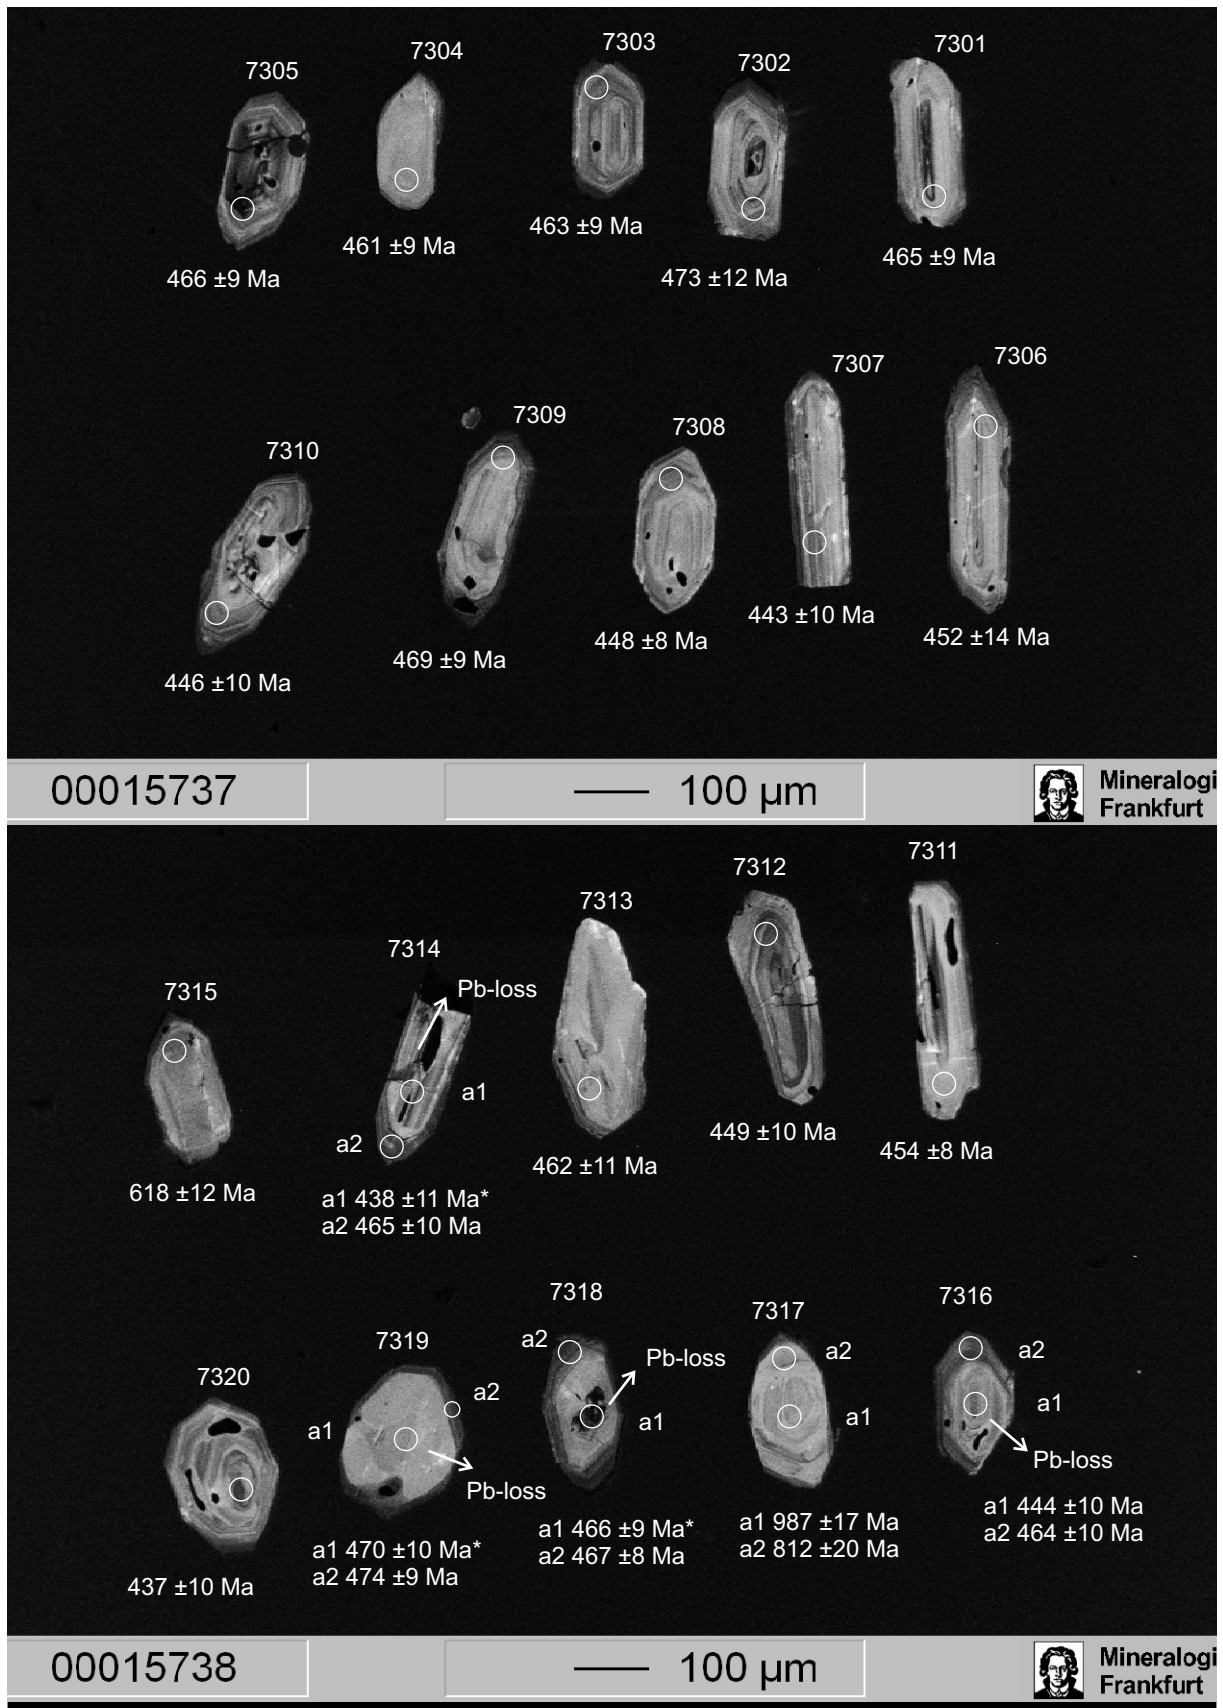 7305
7304
7303
7302
7301
466 ±9 Ma
461 ±9 Ma
463 ±9 Ma
473 ±12 Ma
465 ±9 Ma
7310
7309
7308
7307
7306
446 ±10 Ma
469 ±9 Ma
448 ±8 Ma
443 ±10 Ma
452 ±14 Ma
00015737
100 µm
Mineralogi
Frankfurt
7315
7314
7313
7312
7311
Pb-loss
a1
a2
618 ±12 Ma
a1 438 ±11 Ma*
a2 465 ±10 Ma
462 ±11 Ma
449 ±10 Ma
454 ±8 Ma
7320
7319
7318
7317
7316
a1
a2
Pb-loss
a2
Pb-loss
a1
a2
a1
a2
a1
Pb-loss
437 ±10 Ma
a1 470 ±10 Ma*
a2 474 ±9 Ma
a1 466 ±9 Ma*
a2 467 ±8 Ma
a1 987 ±17 Ma
a2 812 ±20 Ma
a1 444 ±10 Ma
a2 464 ±10 Ma
00015738
100 µm
Mineralogi
Frankfurt